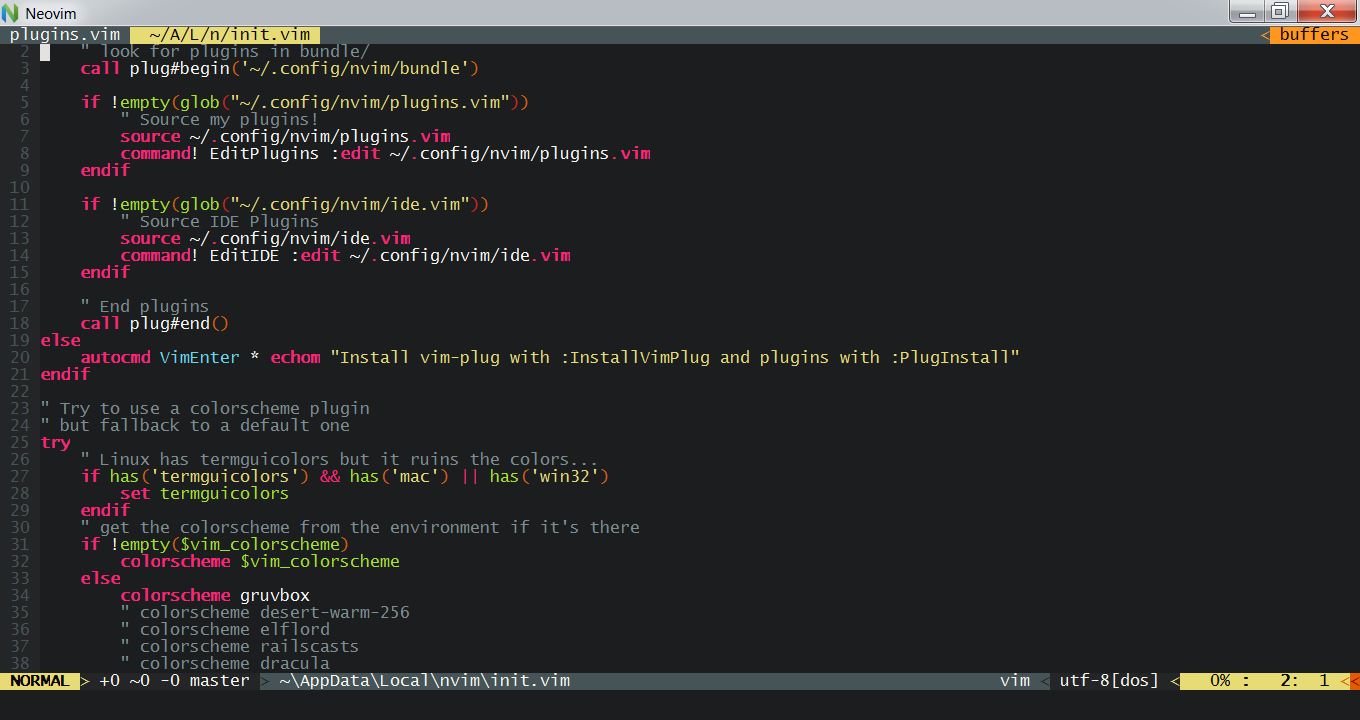 Neovim
plugins.vim ~/A/L/n/init.vim < buffers
2 " look for plugins in bundle/
3 call plug#begin('~/.config/nvim/bundle')
4
5 if !empty(glob("~/.config/nvim/plugins.vim"))
6 " Source my plugins!
7 source ~/.config/nvim/plugins.vim
8 command! EditPlugins :edit ~/.config/nvim/plugins.vim
9 endif
10
11 if !empty(glob("~/.config/nvim/ide.vim"))
12 " Source IDE Plugins
13 source ~/.config/nvim/ide.vim
14 command! EditIDE :edit ~/.config/nvim/ide.vim
15 endif
16
17 " End plugins
18 call plug#end()
19 else
20 autocmd VimEnter * echom "Install vim-plug with :InstallVimPlug and plugins with :PlugInstall"
21 endif
22
23 " Try to use a colorscheme plugin
24 " but fallback to a default one
25 try
26 " Linux has termguicolors but it ruins the colors...
27 if has('termguicolors') && has('mac') || has('win32')
28 set termguicolors
29 endif
30 " get the colorscheme from the environment if it's there
31 if !empty($vim_colorscheme)
32 colorscheme $vim_colorscheme
33 else
34 colorscheme gruvbox
35 " colorscheme desert-warm-256
36 " colorscheme elflord
37 " colorscheme railscasts
38 " colorscheme dracula
NORMAL > +0 ~0 -0 master > ~\AppData\Local\nvim\init.vim vim < utf-8[dos] < 0% : 2: 1 <<